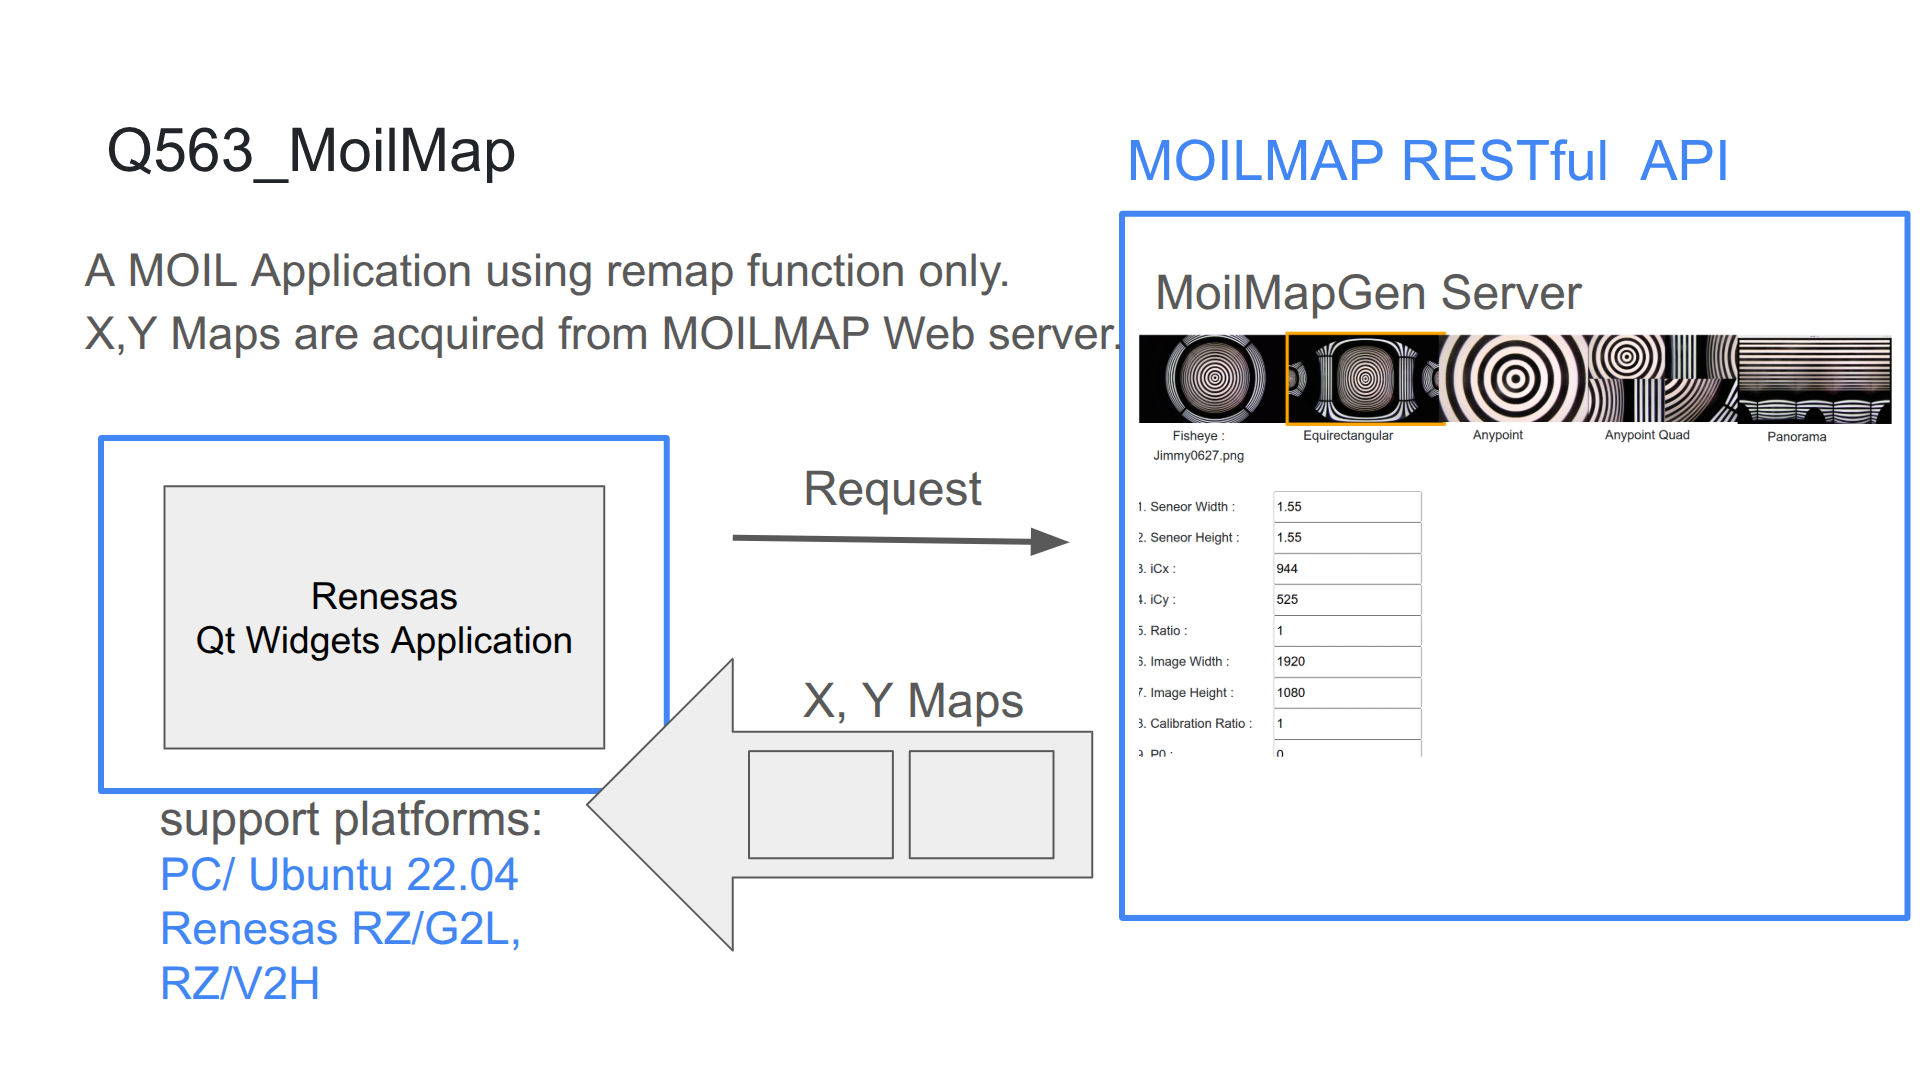 Q563_MoilMap
MOILMAP RESTful API
A MOIL Application using remap function only.
X,Y Maps are acquired from MOILMAP Web server.
MoilMapGen Server
Fisheye :
Jimmy0627.png
Equirectangular
Anypoint
Anypoint Quad
Panorama
Renesas
Qt Widgets Application
Request
X, Y Maps
1. Seneor Width : 1.55
2. Seneor Height : 1.55
3. iCx : 944
4. iCy : 525
5. Ratio : 1
6. Image Width : 1920
7. Image Height : 1080
8. Calibration Ratio : 1
9. P0 : 0
support platforms:
PC/ Ubuntu 22.04
Renesas RZ/G2L,
RZ/V2H